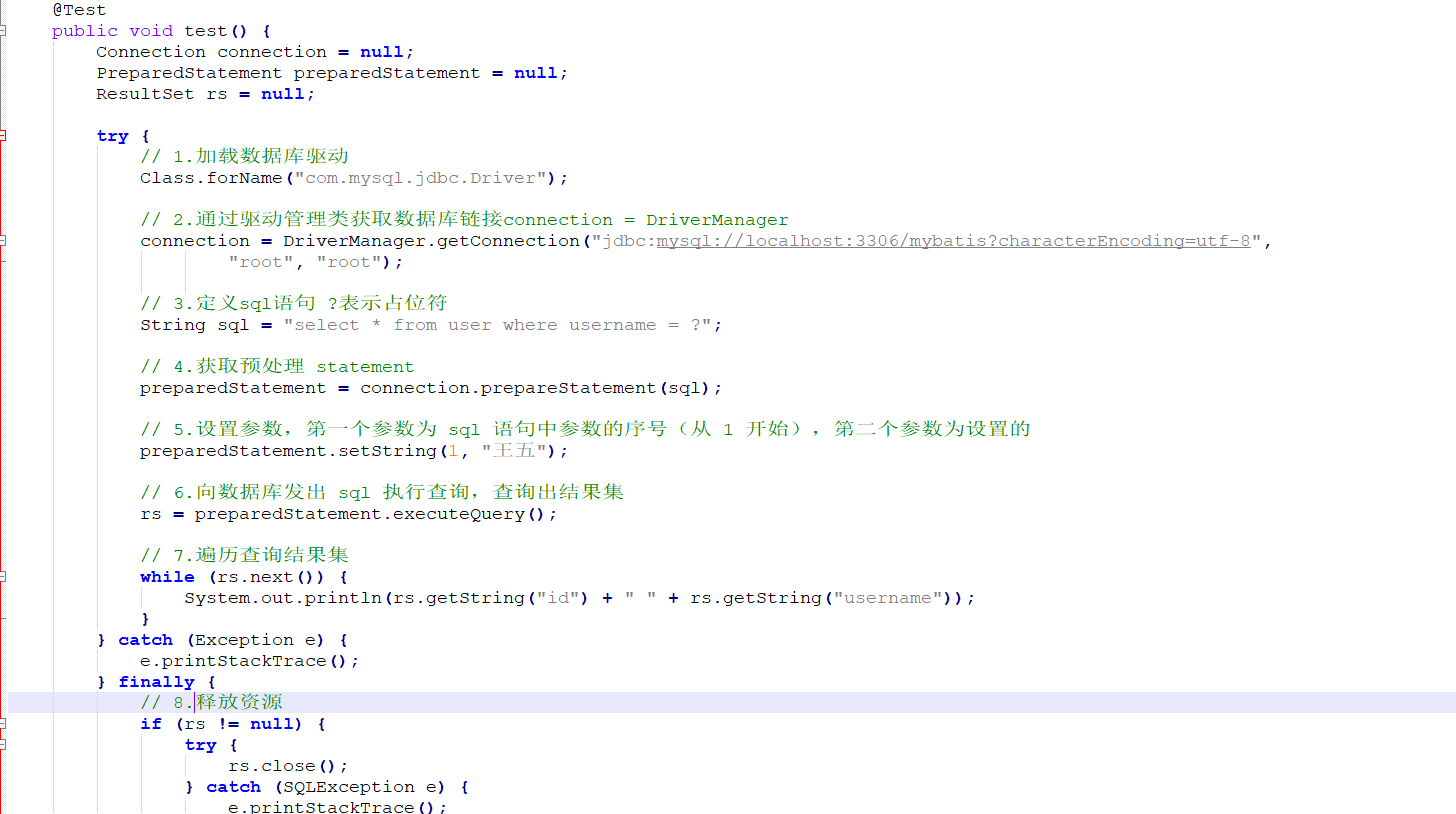 @Test
public void test() {
Connection connection = null;
PreparedStatement preparedStatement = null;
ResultSet rs = null;
try {
// 1.加载数据库驱动
Class.forName("com.mysql.jdbc.Driver");
// 2.通过驱动管理类获取数据库链接connection = DriverManager
connection = DriverManager.getConnection("jdbc:mysql://localhost:3306/mybatis?characterEncoding=utf-8",
"root", "root");
// 3.定义sql语句 ?表示占位符
String sql = "select * from user where username = ?";
// 4.获取预处理 statement
preparedStatement = connection.prepareStatement(sql);
// 5.设置参数，第一个参数为 sql 语句中参数的序号（从 1 开始），第二个参数为设置的
preparedStatement.setString(1, "王五");
// 6.向数据库发出 sql 执行查询，查询出结果集
rs = preparedStatement.executeQuery();
// 7.遍历查询结果集
while (rs.next()) {
System.out.println(rs.getString("id") + " " + rs.getString("username"));
}
} catch (Exception e) {
e.printStackTrace();
} finally {
// 8.释放资源
if (rs != null) {
try {
rs.close();
} catch (SQLException e) {
e.printStackTrace();